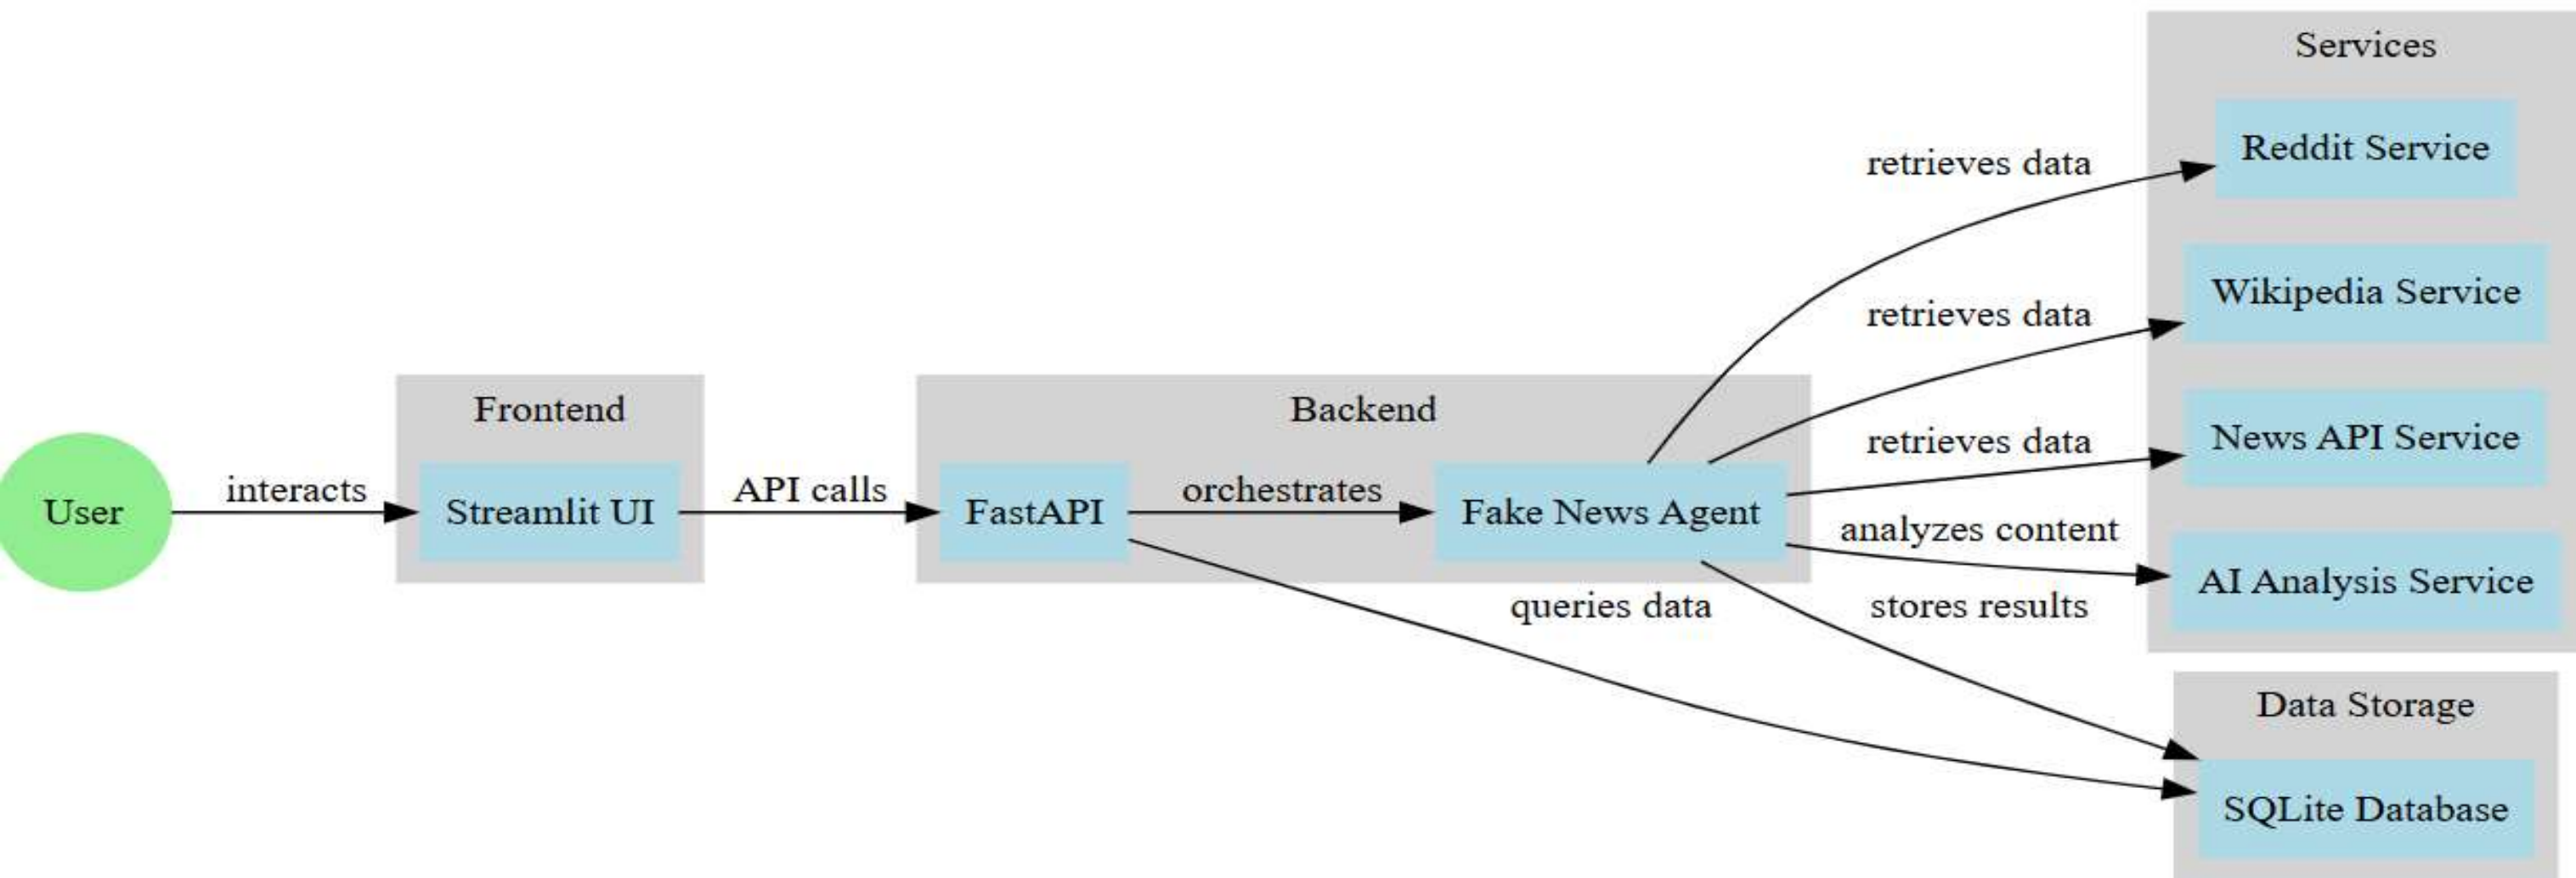 User
interacts
Frontend
Streamlit UI
API calls
Backend
FastAPI
orchestrates
Fake News Agent
queries data
retrieves data
retrieves data
retrieves data
analyzes content
stores results
Services
Reddit Service
Wikipedia Service
News API Service
AI Analysis Service
Data Storage
SQLite Database